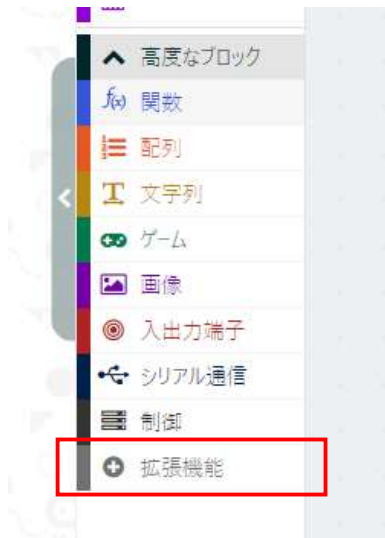 高度なブロック
f(x) 関数
配列
T 文字列
ゲーム
画像
入出力端子
シリアル通信
制御
拡張機能